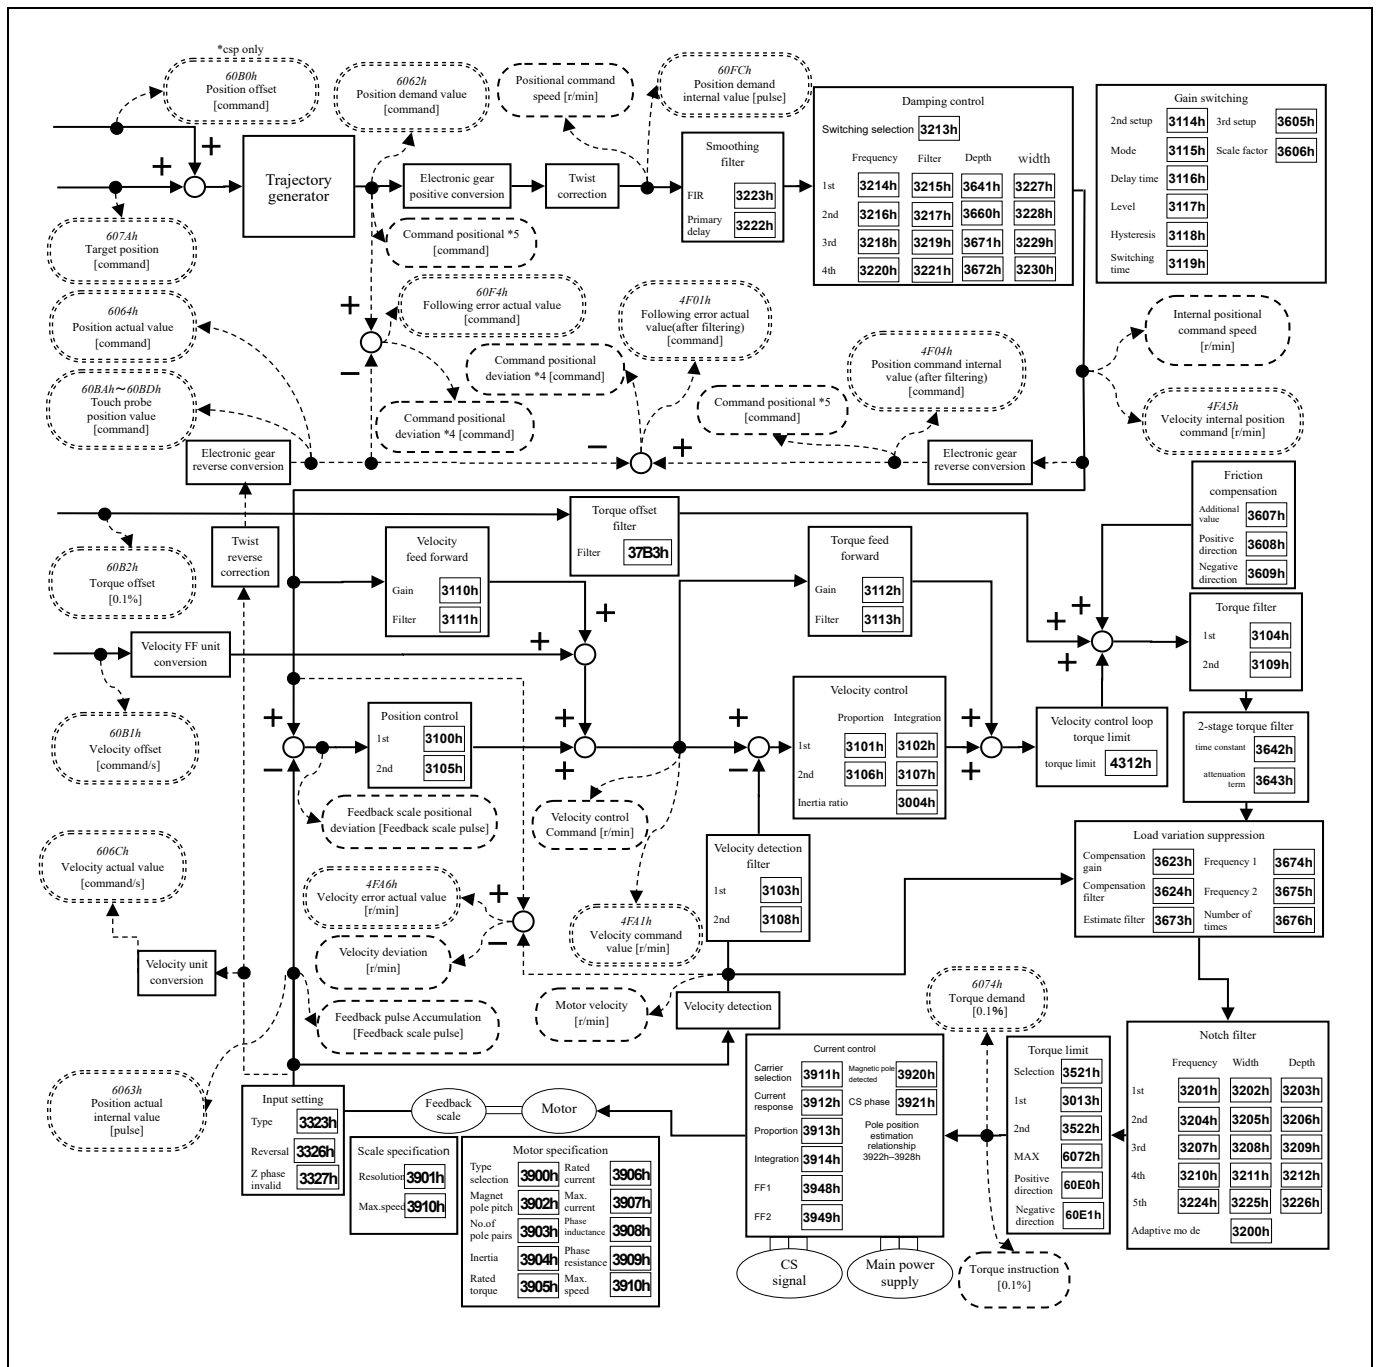 *csp only
60B0h
Position offset
[command]
6062h
Position demand value
[command]
Positional command
speed [r/min]
60FCh
Position demand
internal value [pulse]
Damping control
Switching selection 3213h
Frequency Filter Depth width
1st 3214h 3215h 3641h 3227h
2nd 3216h 3217h 3660h 3228h
3rd 3218h 3219h 3671h 3229h
4th 3220h 3221h 3672h 3230h
Gain switching
2nd setup 3114h 3rd setup 3605h
Mode 3115h Scale factor 3606h
Delay time 3116h
Level 3117h
Hysteresis 3118h
Switching
time 3119h
+
+
Trajectory
generator
Electronic gear
positive conversion
Twist
correction
Smoothing
filter
FIR 3223h
Primary
delay 3222h
607Ah
Target position
[command]
Command positional *5
[command]
6064h
Position actual value
[command]
+
−
60F4h
Following error actual value
[command]
4F01h
Following error actual
value(after filtering)
[command]
Internal positional
command speed
[r/min]
4F04h
Position command internal
value (after filtering)
[command]
Command positional
deviation *4 [command]
60BAh～60BDh
Touch probe
position value
[command]
Command positional
deviation *4 [command]
Command positional *5
[command]
4FA5h
Velocity internal position
command [r/min]
Electronic gear
reverse conversion
−
+
Electronic gear
reverse conversion
Friction
compensation
Additional
value 3607h
Positive
direction 3608h
Negative
direction 3609h
Torque offset
filter
Filter 37B3h
Twist
reverse
correction
60B2h
Torque offset
[0.1%]
Velocity
feed forward
Gain 3110h
Filter 3111h
Torque feed
forward
Gain 3112h
Filter 3113h
+
+
+
+
+
Torque filter
1st 3104h
2nd 3109h
Velocity FF unit
conversion
60B1h
Velocity offset
[command/s]
+
−
Position control
1st 3100h
2nd 3105h
+
+
+
−
Velocity control
Proportion Integration
1st 3101h 3102h
2nd 3106h 3107h
Inertia ratio 3004h
+
+
Velocity control loop
torque limit
torque limit 4312h
2-stage torque filter
time constant 3642h
attenuation
term 3643h
Feedback scale positional
deviation [Feedback scale pulse]
Velocity control
Command [r/min]
606Ch
Velocity actual value
[command/s]
Velocity detection
filter
1st 3103h
2nd 3108h
Load variation suppression
Compensation
gain 3623h Frequency 1 3674h
Compensation
filter 3624h Frequency 2 3675h
Estimate filter 3673h Number of
times 3676h
4FA6h
Velocity error actual value
[r/min]
+
−
4FA1h
Velocity command
value [r/min]
Velocity deviation
[r/min]
Velocity unit
conversion
Feedback pulse Accumulation
[Feedback scale pulse]
Motor velocity
[r/min]
Velocity detection
6074h
Torque demand
[0.1%]
6063h
Position actual
internal value
[pulse]
Input setting
Type 3323h
Reversal 3326h
Z phase
invalid 3327h
Feedback
scale
Motor
Scale specification
Resolution 3901h
Max.speed 3910h
Motor specification
Type
selection 3900h Rated
current 3906h
Magnet
pole pitch 3902h Max.
current 3907h
No.of
pole pairs 3903h Phase
inductance 3908h
Inertia 3904h Phase
resistance 3909h
Rated
torque 3905h Max.
speed 3910h
Current control
Carrier
selection 3911h Magnetic pole
detected 3920h
Current
response 3912h CS phase 3921h
Proportion 3913h
Integration 3914h
FF1 3948h
FF2 3949h
Pole position
estimation
relationship
3922h–3928h
CS
signal
Main power
supply
Torque limit
Selection 3521h
1st 3013h
2nd 3522h
MAX 6072h
Positive
direction 60E0h
Negative
direction 60E1h
Torque instruction
[0.1%]
Notch filter
Frequency Width Depth
1st 3201h 3202h 3203h
2nd 3204h 3205h 3206h
3rd 3207h 3208h 3209h
4th 3210h 3211h 3212h
5th 3224h 3225h 3226h
Adaptive mo de 3200h